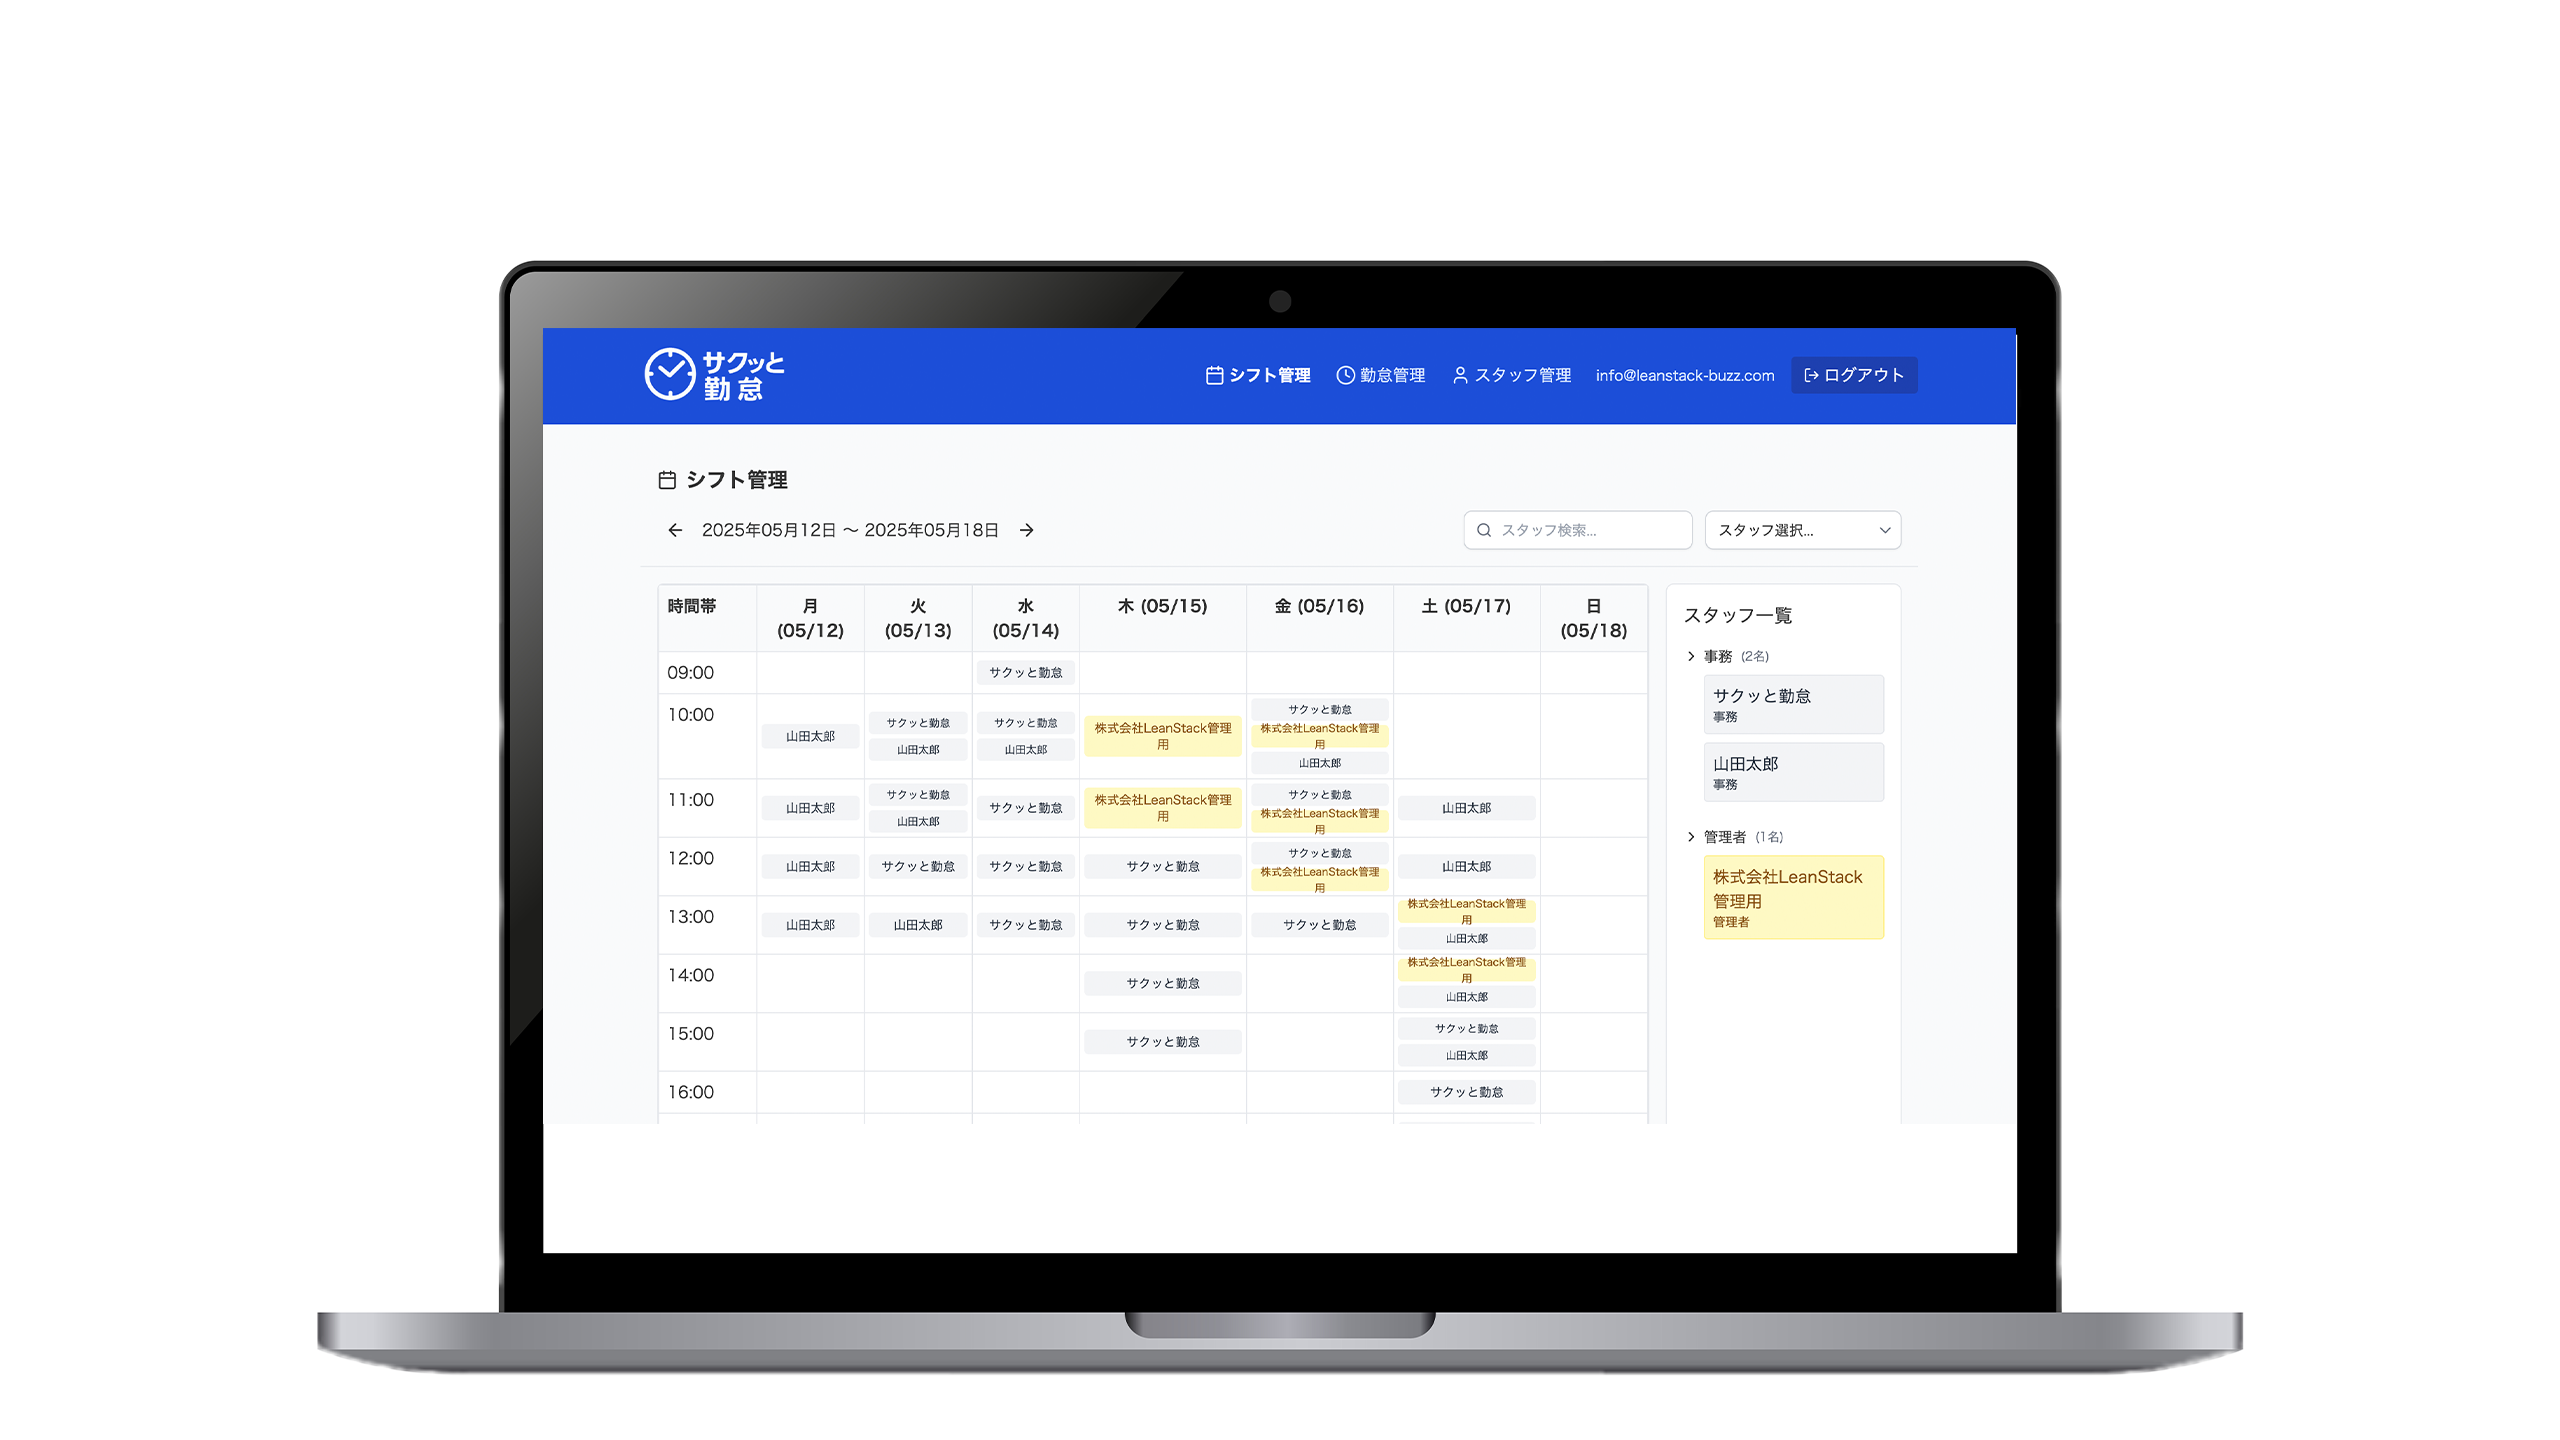 サクッと
勤怠
シフト管理 勤怠管理 スタッフ管理 info@leanstack-buzz.com ログアウト
シフト管理
2025年05月12日 〜 2025年05月18日
スタッフ検索...
スタッフ選択...
時間帯
月
(05/12)
火
(05/13)
水
(05/14)
木 (05/15)
金 (05/16)
土 (05/17)
日
(05/18)
09:00
サクッと勤怠
10:00
山田太郎
サクッと勤怠
山田太郎
サクッと勤怠
山田太郎
株式会社LeanStack管理
用
サクッと勤怠
株式会社LeanStack管理
用
山田太郎
11:00
山田太郎
サクッと勤怠
山田太郎
サクッと勤怠
株式会社LeanStack管理
用
サクッと勤怠
株式会社LeanStack管理
用
山田太郎
12:00
山田太郎
サクッと勤怠
サクッと勤怠
サクッと勤怠
サクッと勤怠
株式会社LeanStack管理
用
山田太郎
13:00
山田太郎
山田太郎
サクッと勤怠
サクッと勤怠
サクッと勤怠
株式会社LeanStack管理
用
山田太郎
14:00
サクッと勤怠
株式会社LeanStack管理
用
山田太郎
15:00
サクッと勤怠
サクッと勤怠
山田太郎
16:00
サクッと勤怠
スタッフ一覧
事務 (2名)
サクッと勤怠
事務
山田太郎
事務
管理者 (1名)
株式会社LeanStack
管理用
管理者